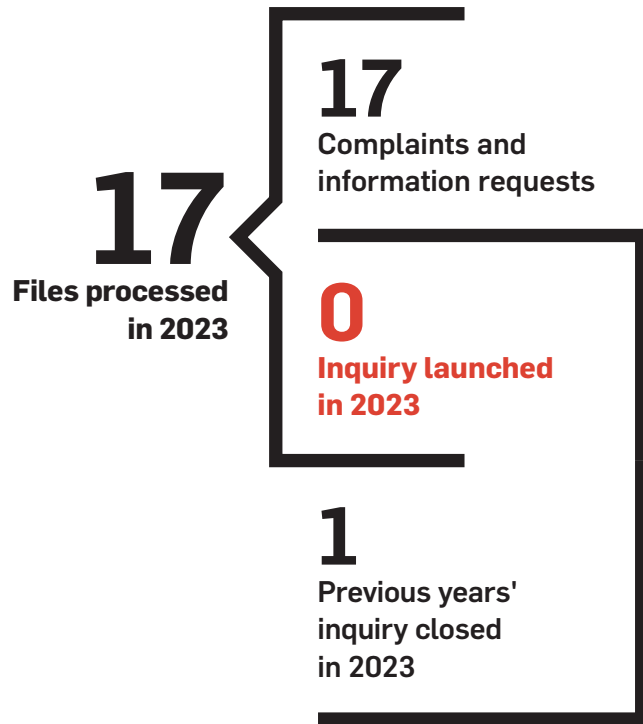 17
Files processed
in 2023
17
Complaints and
information requests
0
Inquiry launched
in 2023
1
Previous years'
inquiry closed
in 2023